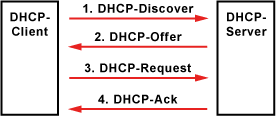 DHCP-
Client
1. DHCP-Discover
2. DHCP-Offer
3. DHCP-Request
4. DHCP-Ack
DHCP-
Server